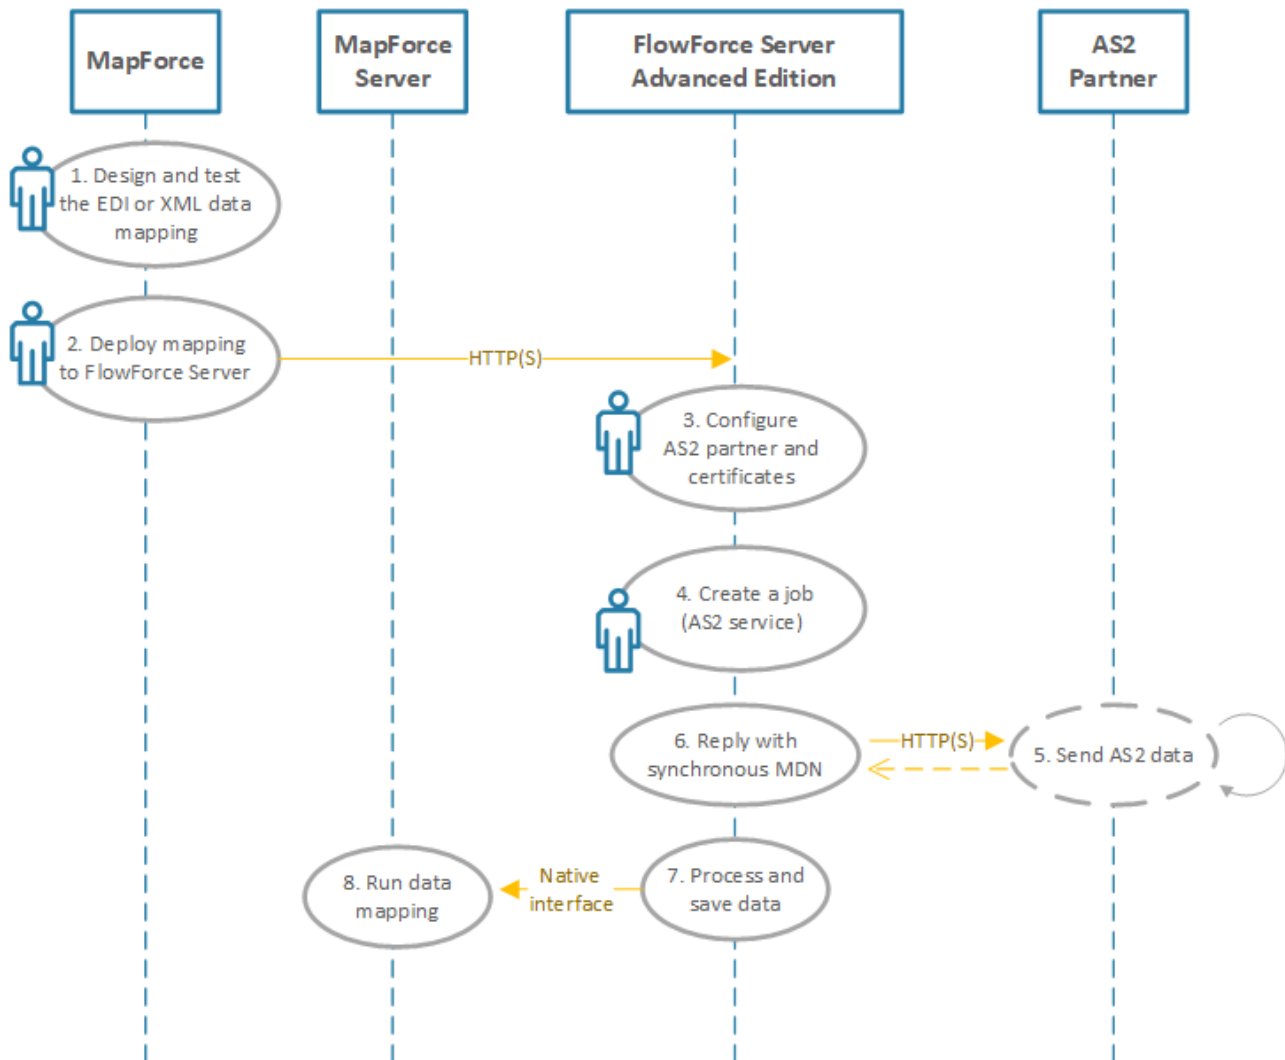 MapForce
MapForce
Server
FlowForce Server
Advanced Edition
AS2
Partner
1. Design and test
the EDI or XML data
mapping
2. Deploy mapping
to FlowForce Server
HTTP(S)
3. Configure
AS2 partner and
certificates
4. Create a job
(AS2 service)
6. Reply with
synchronous MDN
HTTP(S)
5. Send AS2 data
8. Run data
mapping
Native
interface
7. Process and
save data